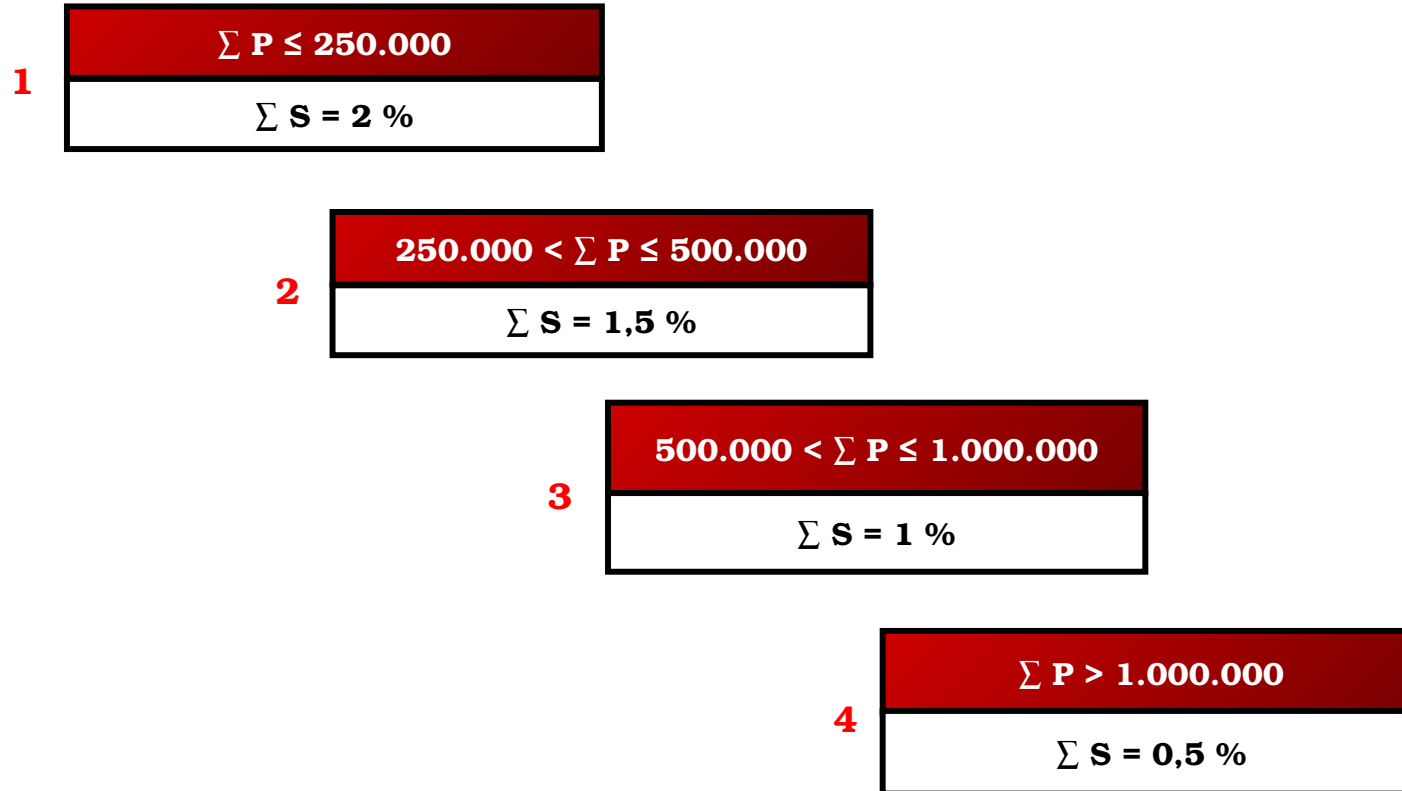 ∑ P ≤ 250.000
1
∑ S = 2 %
250.000 < ∑ P ≤ 500.000
2
∑ S = 1,5 %
500.000 < ∑ P ≤ 1.000.000
3
∑ S = 1 %
∑ P > 1.000.000
4
∑ S = 0,5 %